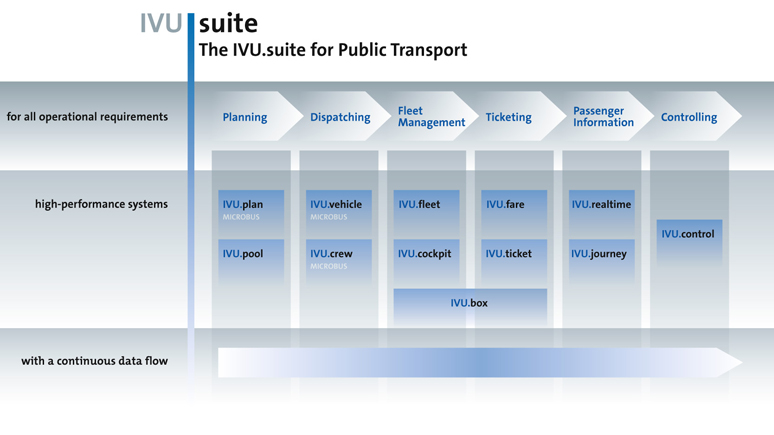 IVU suite
The IVU.suite for Public Transport
for all operational requirements
Planning
Dispatching
Fleet
Management
Ticketing
Passenger
Information
Controlling
high-performance systems
IVU.plan
MICROBUS
IVU.vehicle
MICROBUS
IVU.fleet
IVU.fare
IVU.realtime
IVU.control
IVU.pool
IVU.crew
MICROBUS
IVU.cockpit
IVU.ticket
IVU.journey
IVU.box
with a continuous data flow